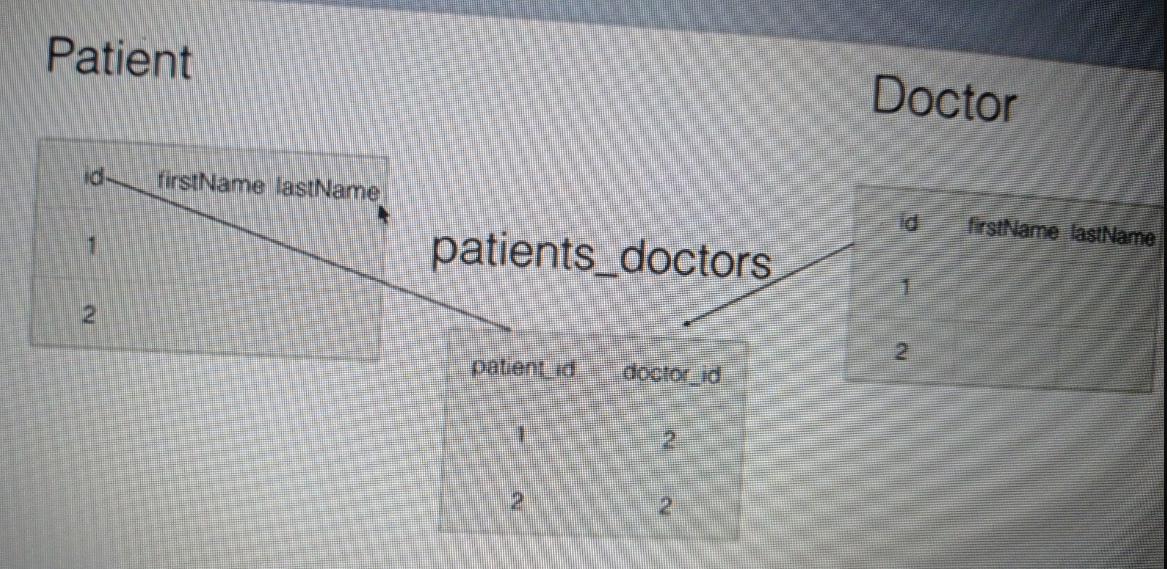 Patient
id firstName lastName
1
2
patients_doctors
patient_id doctor_id
1 2
2 2
Doctor
id firstName lastName
1
2